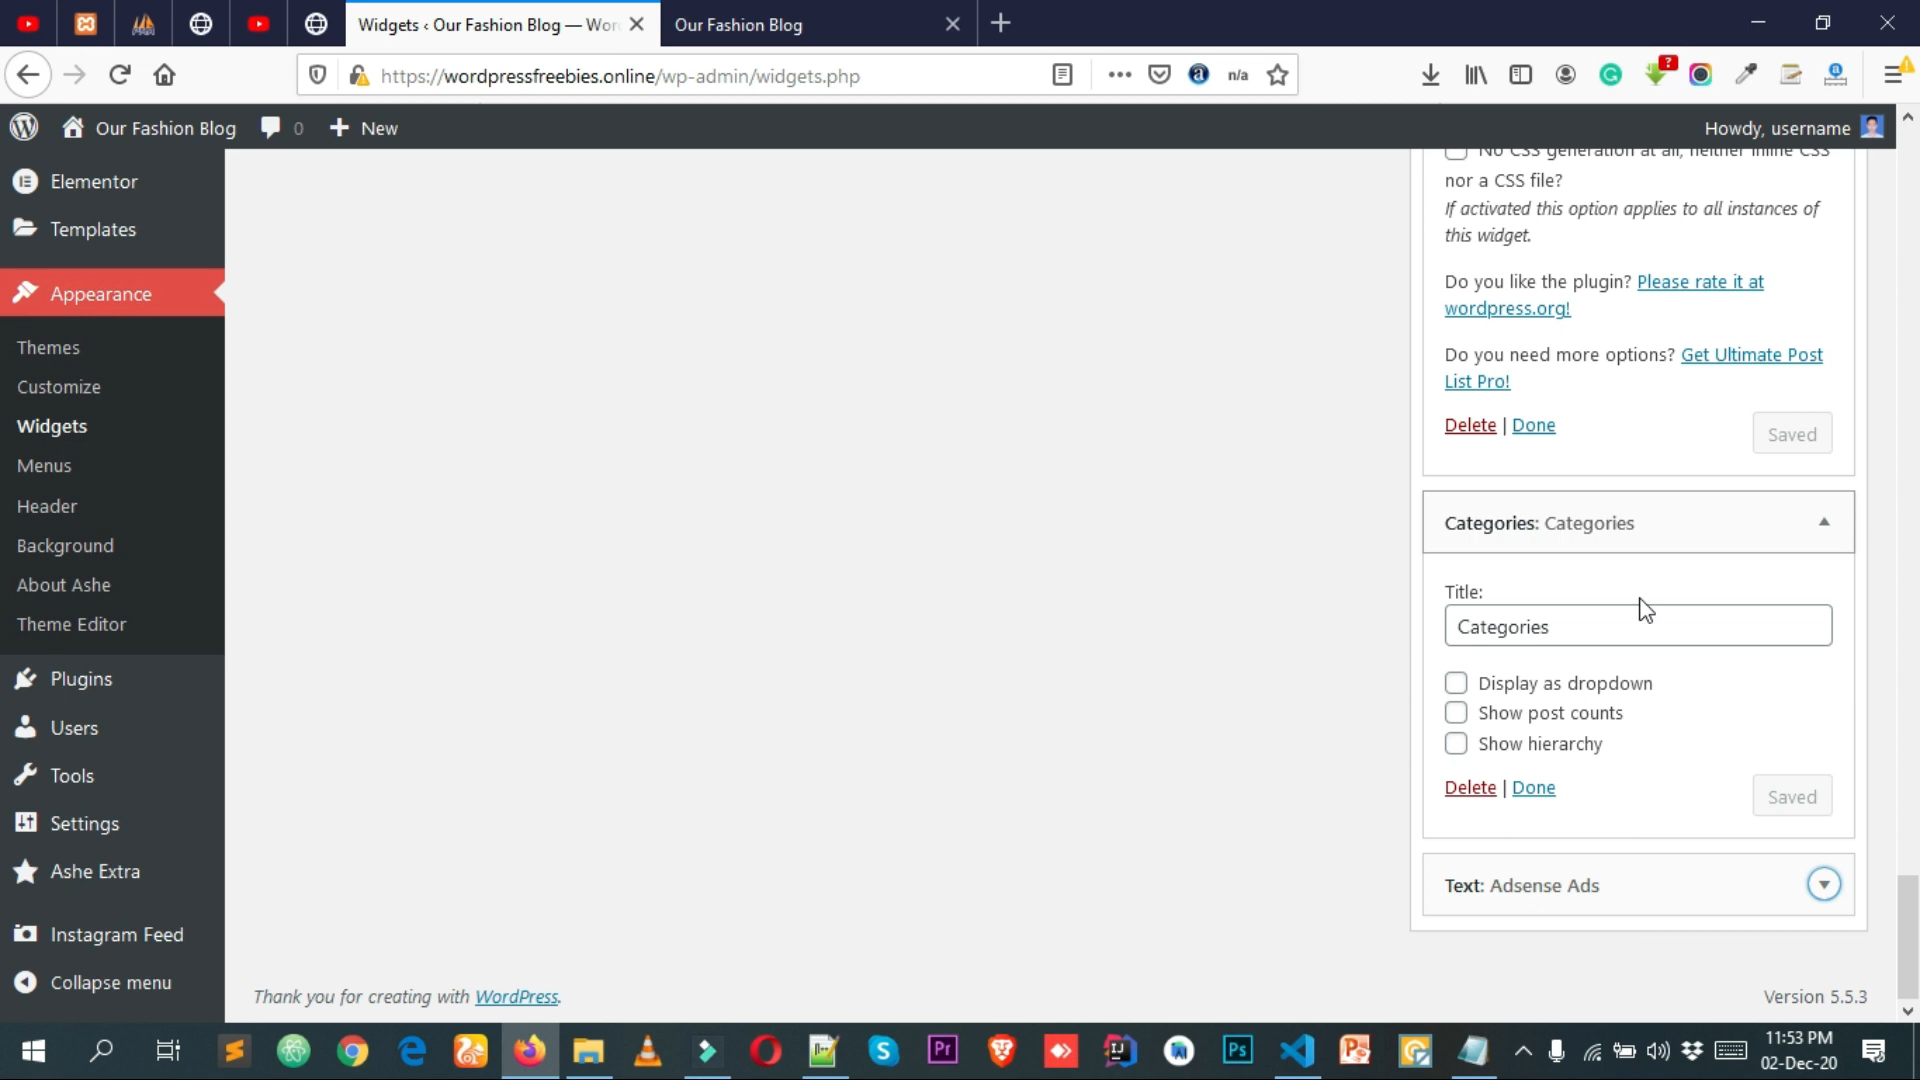 Widgets ‹ Our Fashion Blog — Wor
Our Fashion Blog
https://wordpressfreebies.online/wp-admin/widgets.php
n/a
Our Fashion Blog
0
New
Howdy, username
Elementor
Templates
Appearance
Themes
Customize
Widgets
Menus
Header
Background
About Ashe
Theme Editor
Plugins
Users
Tools
Settings
Ashe Extra
Instagram Feed
Collapse menu
No CSS generation at all, neither inline CSS
nor a CSS file?
If activated this option applies to all instances of
this widget.
Do you like the plugin? Please rate it at
wordpress.org!
Do you need more options? Get Ultimate Post
List Pro!
Delete | Done
Saved
Categories: Categories
Title:
Categories
Display as dropdown
Show post counts
Show hierarchy
Delete | Done
Saved
Text: Adsense Ads
Thank you for creating with WordPress.
Version 5.5.3
11:53 PM
02-Dec-20